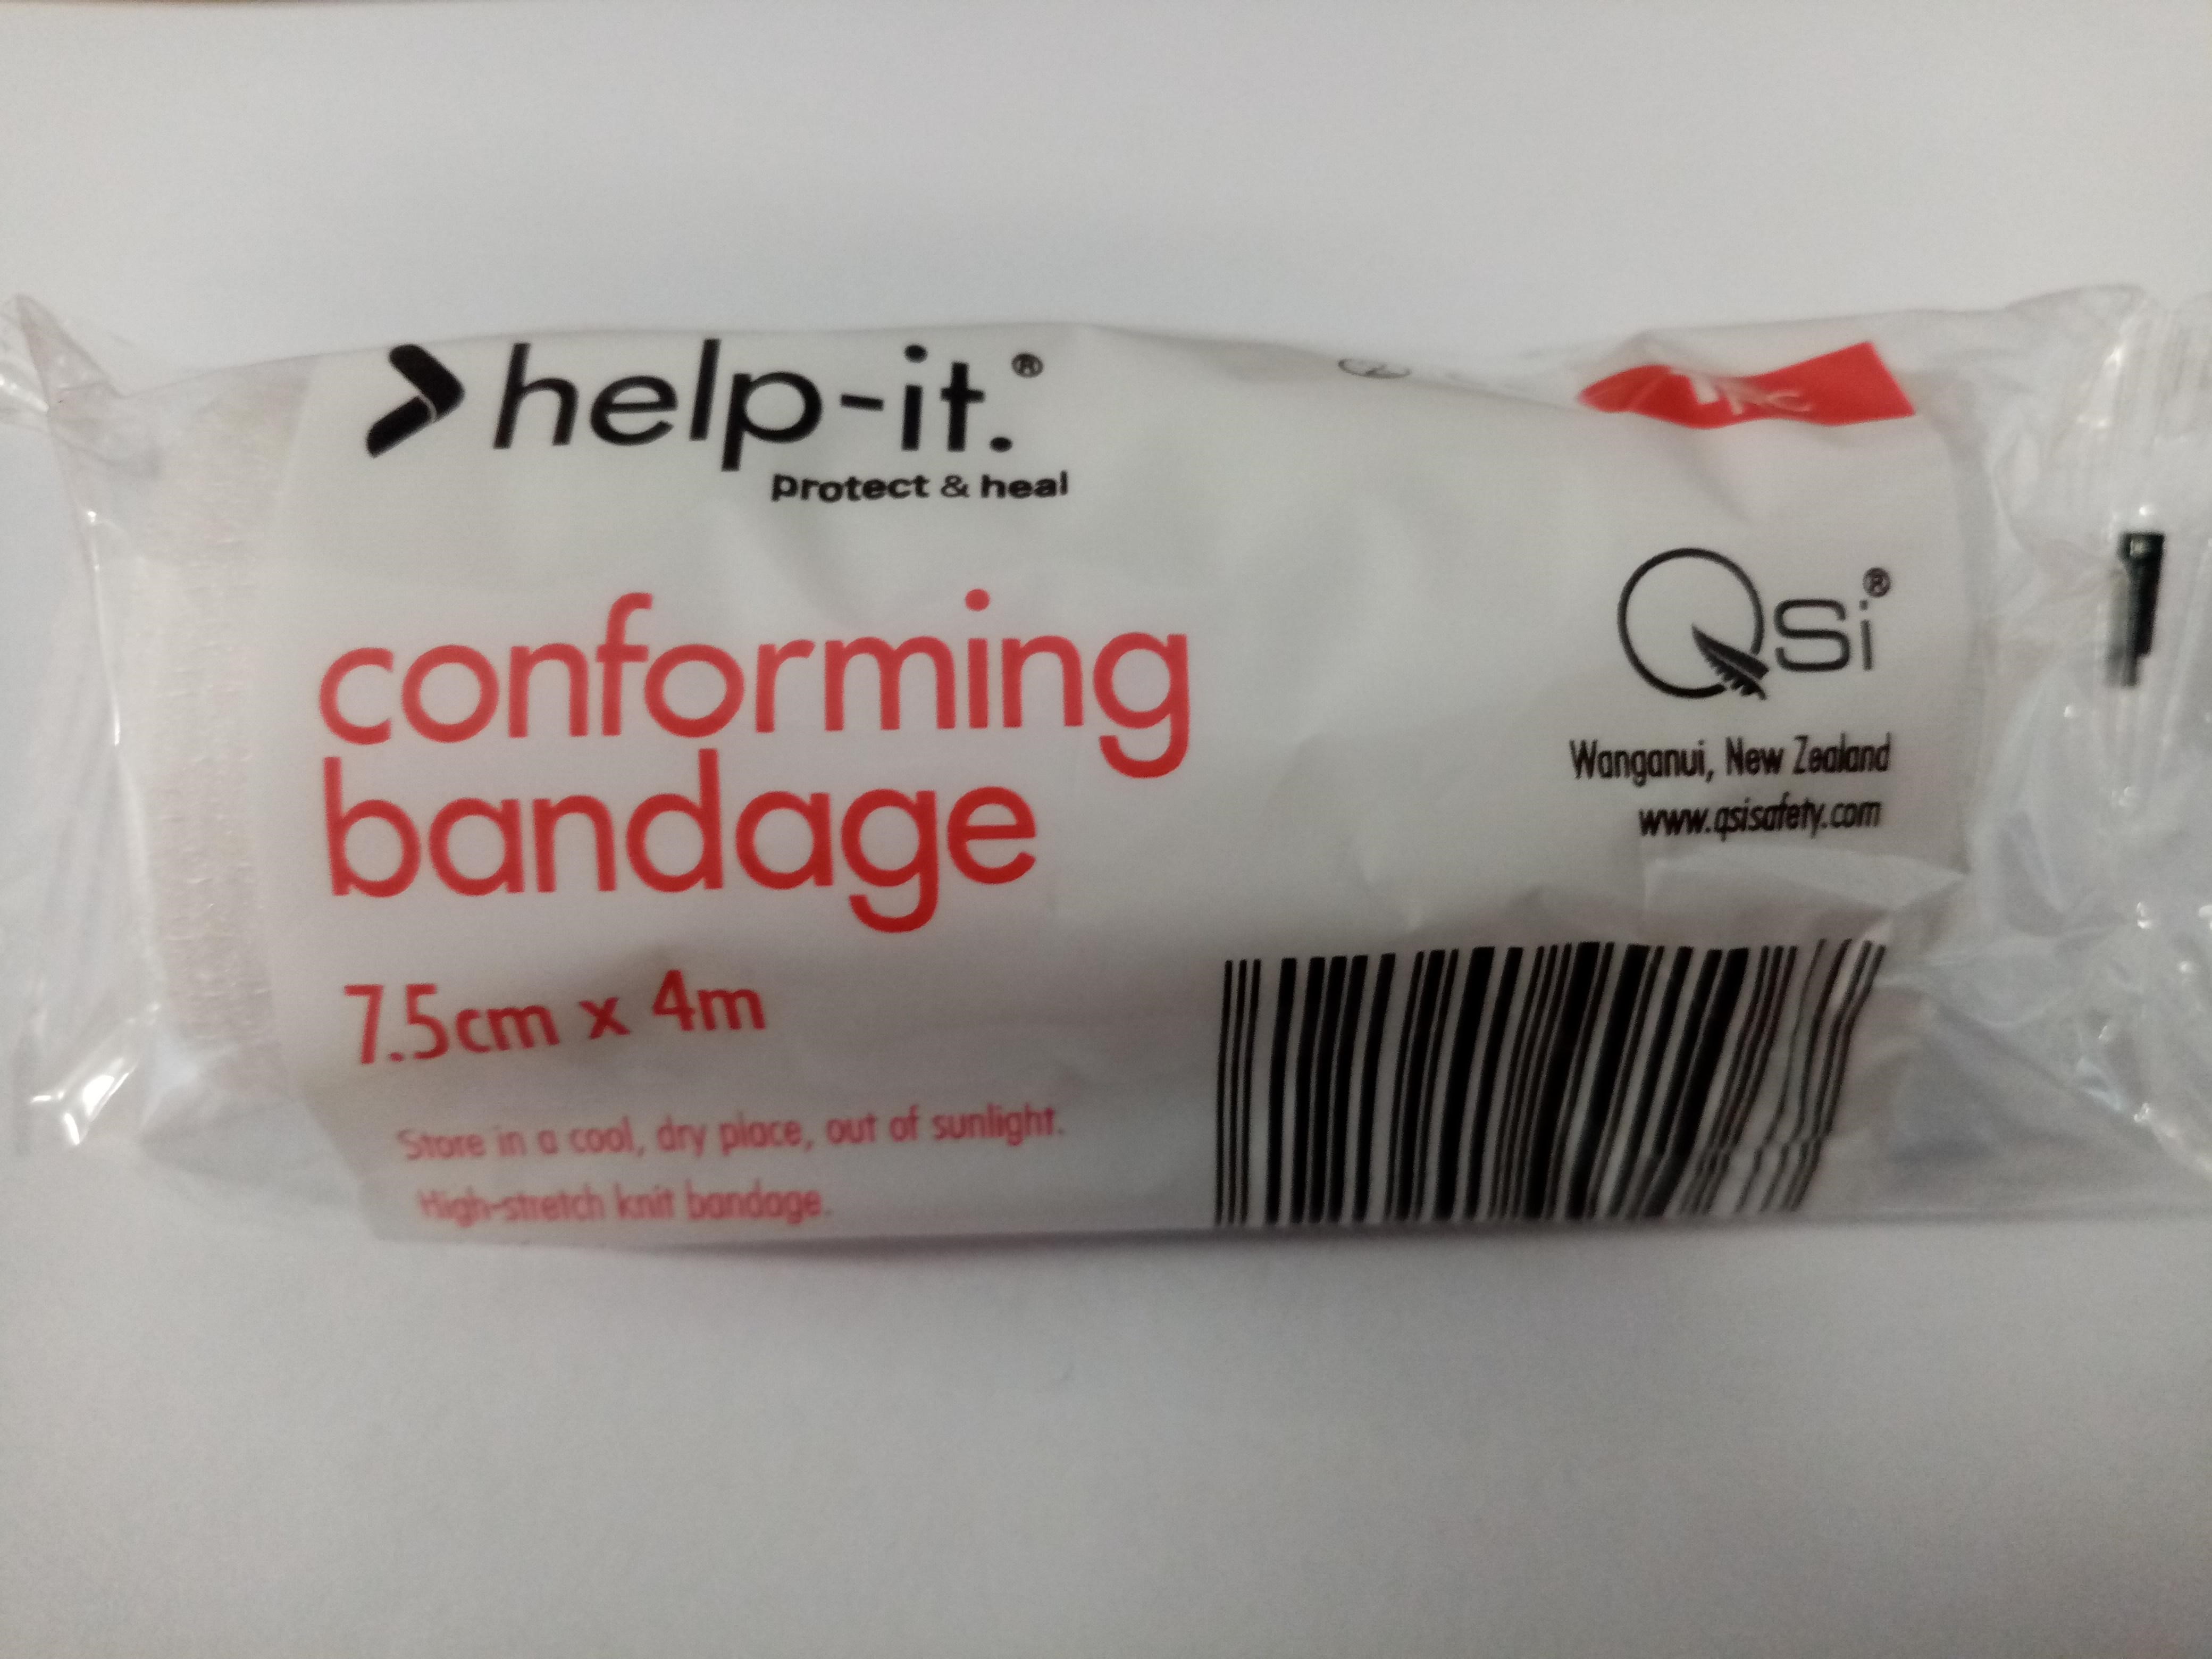 help-it.®
protect & heal
Qsi®
conforming
bandage
Wanganui, New Zealand
www.qsisafety.com
7.5cm x 4m
Store in a cool, dry place, out of sunlight.
High-stretch knit bandage.